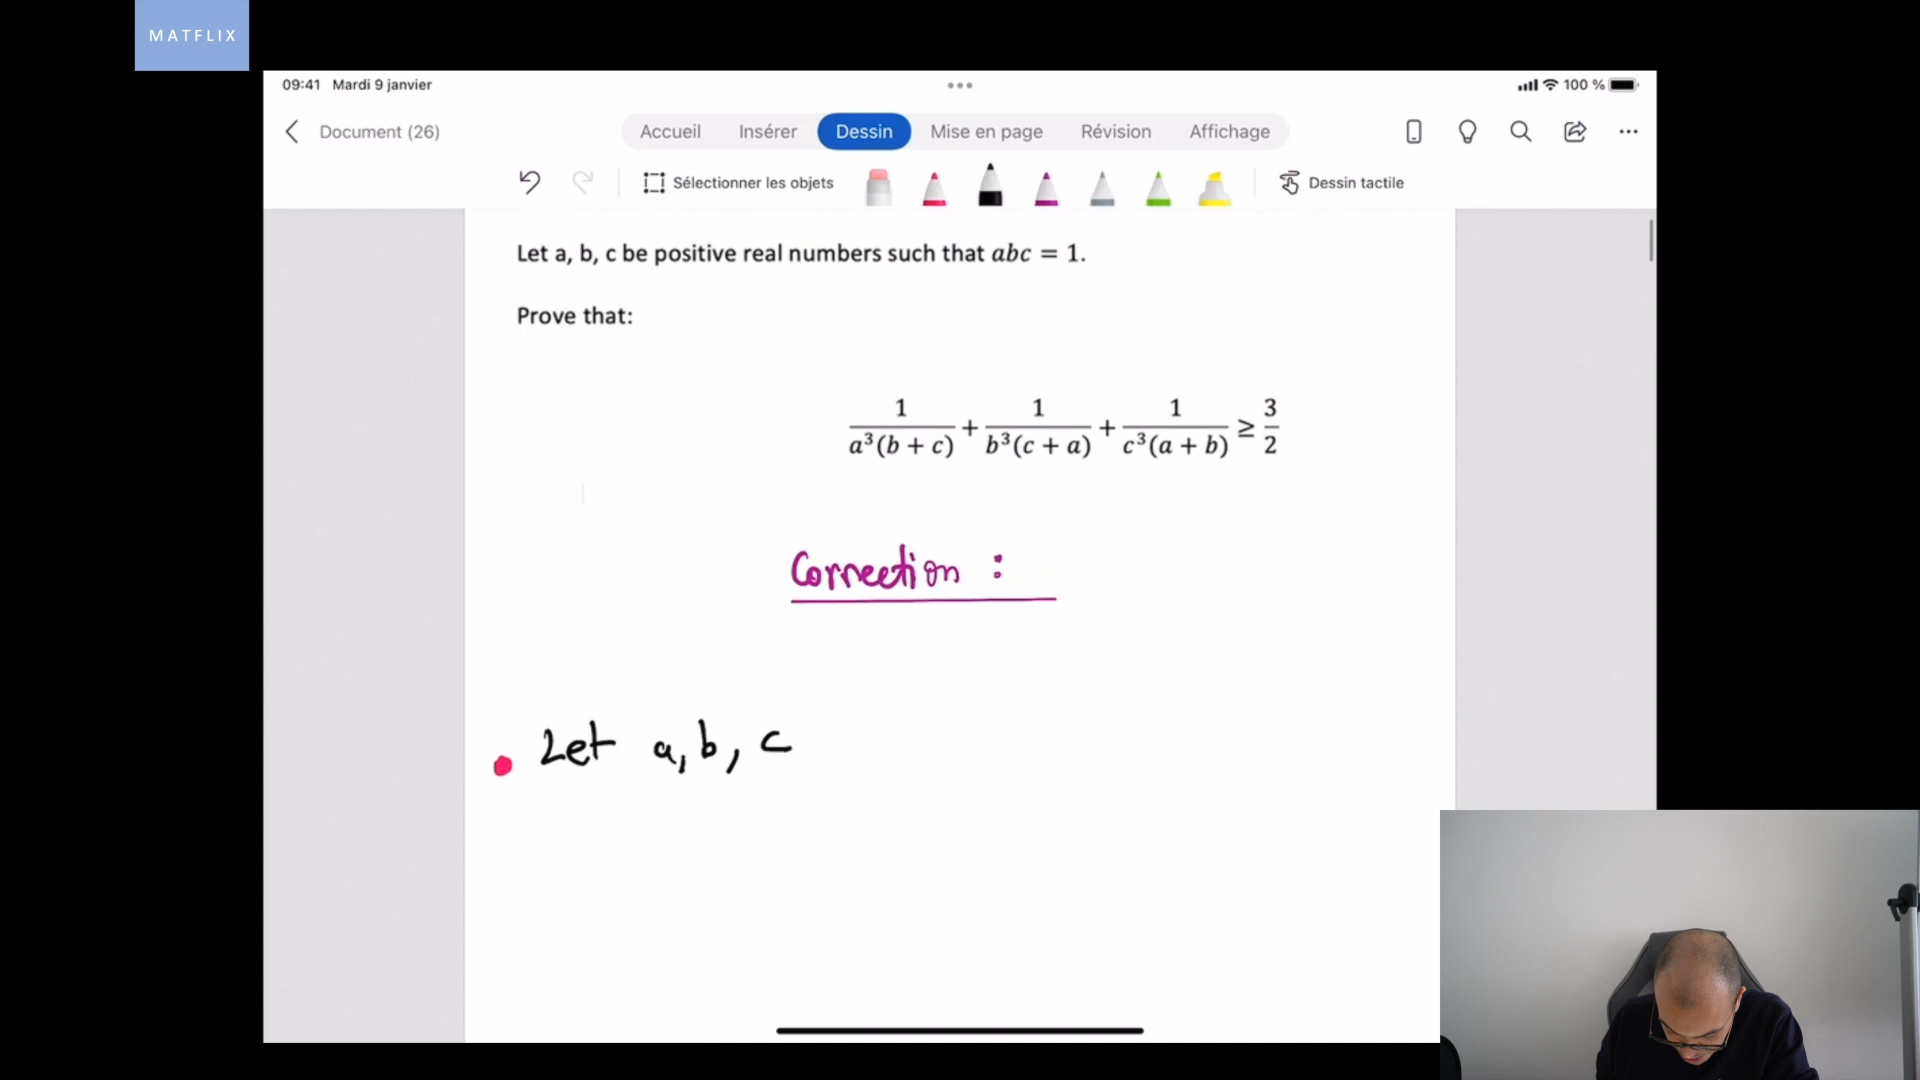 MATFLIX
09:41 Mardi 9 janvier
100 %
Document (26)
Accueil Insérer Dessin Mise en page Révision Affichage
Sélectionner les objets
Dessin tactile
Let a, b, c be positive real numbers such that abc = 1.
Prove that:
1/(a³(b + c)) + 1/(b³(c + a)) + 1/(c³(a + b)) ≥ 3/2
Correction :
Let a, b, c